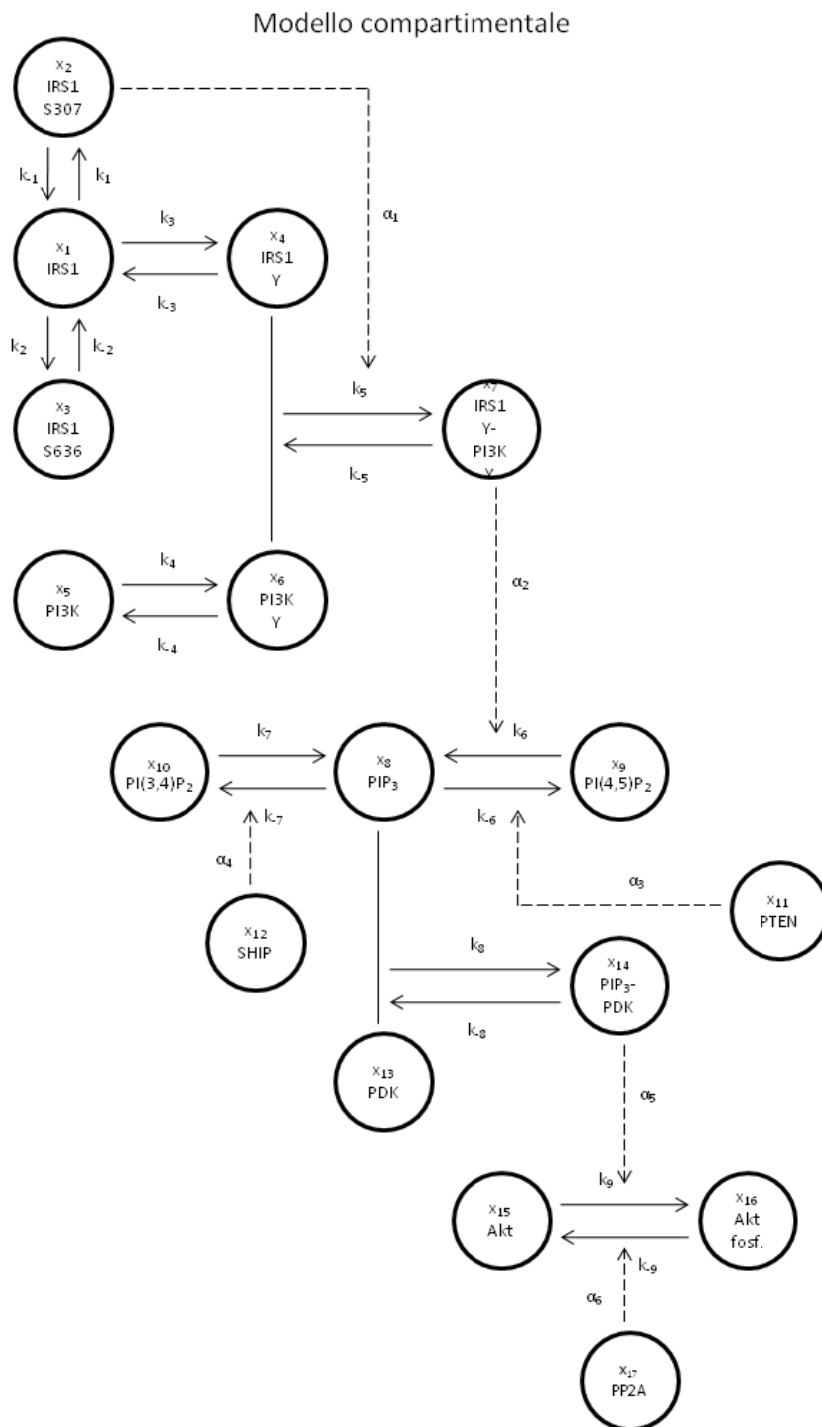 Modello compartimentale
x₂
IRS1
S307
k₋₁
k₁
α₁
x₁
IRS1
k₃
k₋₃
x₄
IRS1
Y
k₂
k₋₂
x₃
IRS1
S636
k₅
k₋₅
x₇
IRS1
Y-
PI3K
Y
x₅
PI3K
k₄
k₋₄
x₆
PI3K
Y
α₂
x₁₀
PI(3,4)P₂
k₇
k₋₇
x₈
PIP₃
k₆
k₋₆
x₉
PI(4,5)P₂
α₄
α₃
x₁₁
PTEN
x₁₂
SHIP
k₈
k₋₈
x₁₄
PIP₃-
PDK
x₁₃
PDK
α₅
x₁₅
Akt
k₉
k₋₉
x₁₆
Akt
fosf.
α₆
x₁₇
PP2A